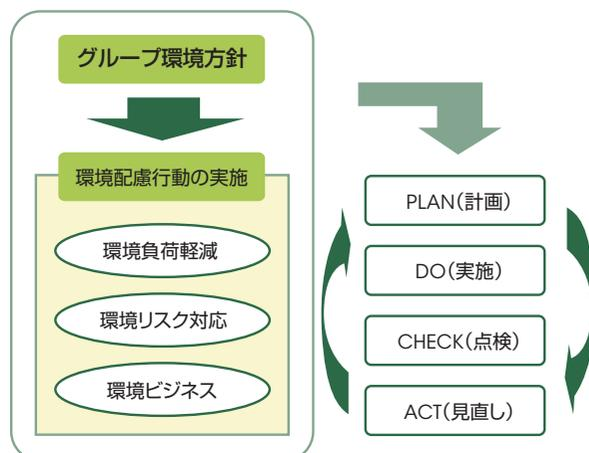 グループ環境方針
環境配慮行動の実施
環境負荷軽減
環境リスク対応
環境ビジネス
PLAN(計画)
DO(実施)
CHECK(点検)
ACT(見直し)